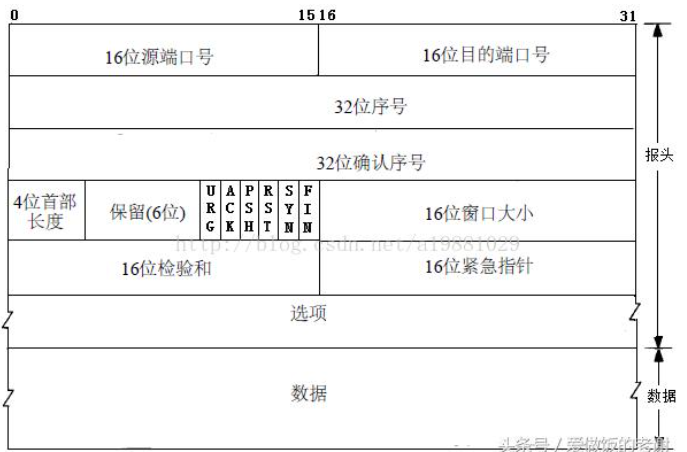 0 15 16 31
16位源端口号 16位目的端口号
32位序号
32位确认序号
报头
4位首部长度 保留(6位) URG ACK PSH RST SYN FIN 16位窗口大小
http://blog.csdn.net/a19881029
16位检验和 16位紧急指针
选项
数据 数据
头条号 / 爱做饭的老谢